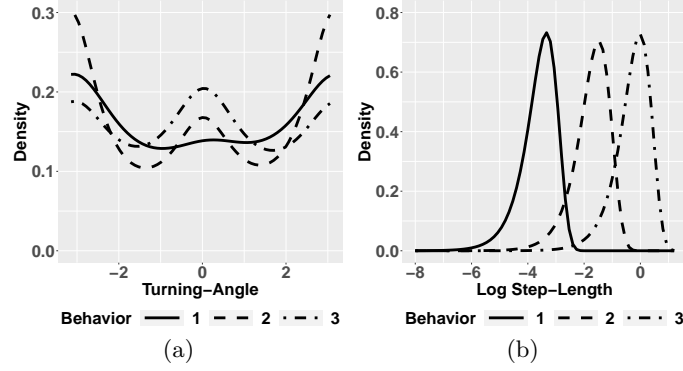 0.3
0.2
0.1
0.0
Density
−2 0 2
Turning−Angle
Behavior 1 2 3
(a)
0.8
0.6
0.4
0.2
0.0
Density
−8 −6 −4 −2 0
Log Step−Length
Behavior 1 2 3
(b)